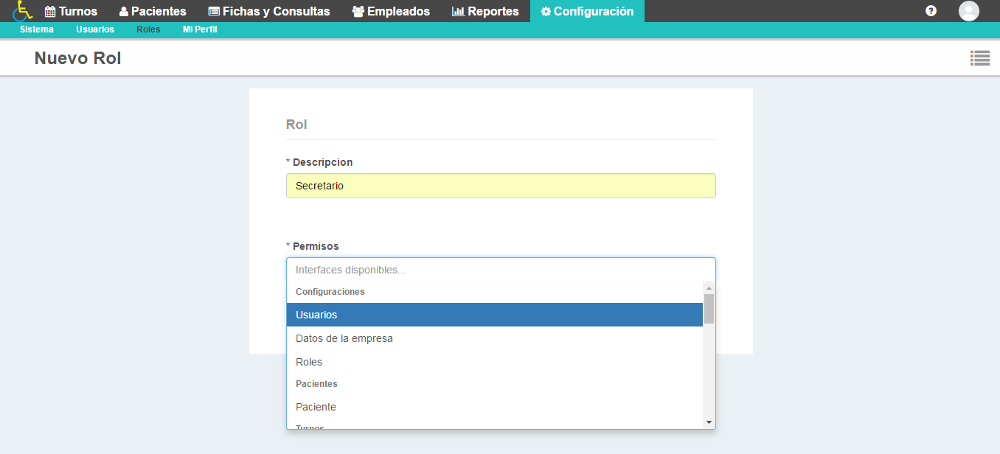 Turnos Pacientes Fichas y Consultas Empleados Reportes Configuración ?
Sistema Usuarios Roles Mi Perfil
Nuevo Rol
Rol
* Descripcion
Secretario
* Permisos
Interfaces disponibles...
Configuraciones
Usuarios
Datos de la empresa
Roles
Pacientes
Paciente
Turnos